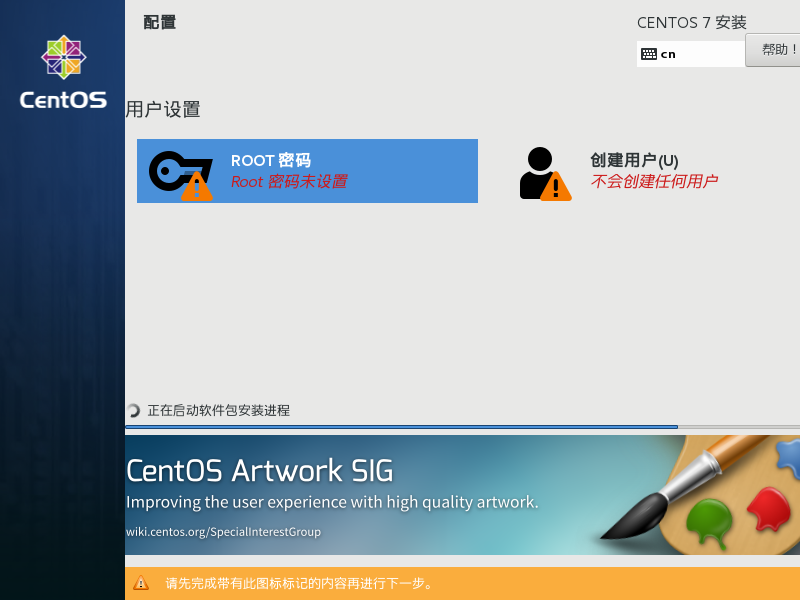 配置
CENTOS 7 安装
cn
帮助！
CentOS
用户设置
ROOT 密码
Root 密码未设置
创建用户(U)
不会创建任何用户
正在启动软件包安装进程
CentOS Artwork SIG
Improving the user experience with high quality artwork.
wiki.centos.org/SpecialInterestGroup
请先完成带有此图标标记的内容再进行下一步。